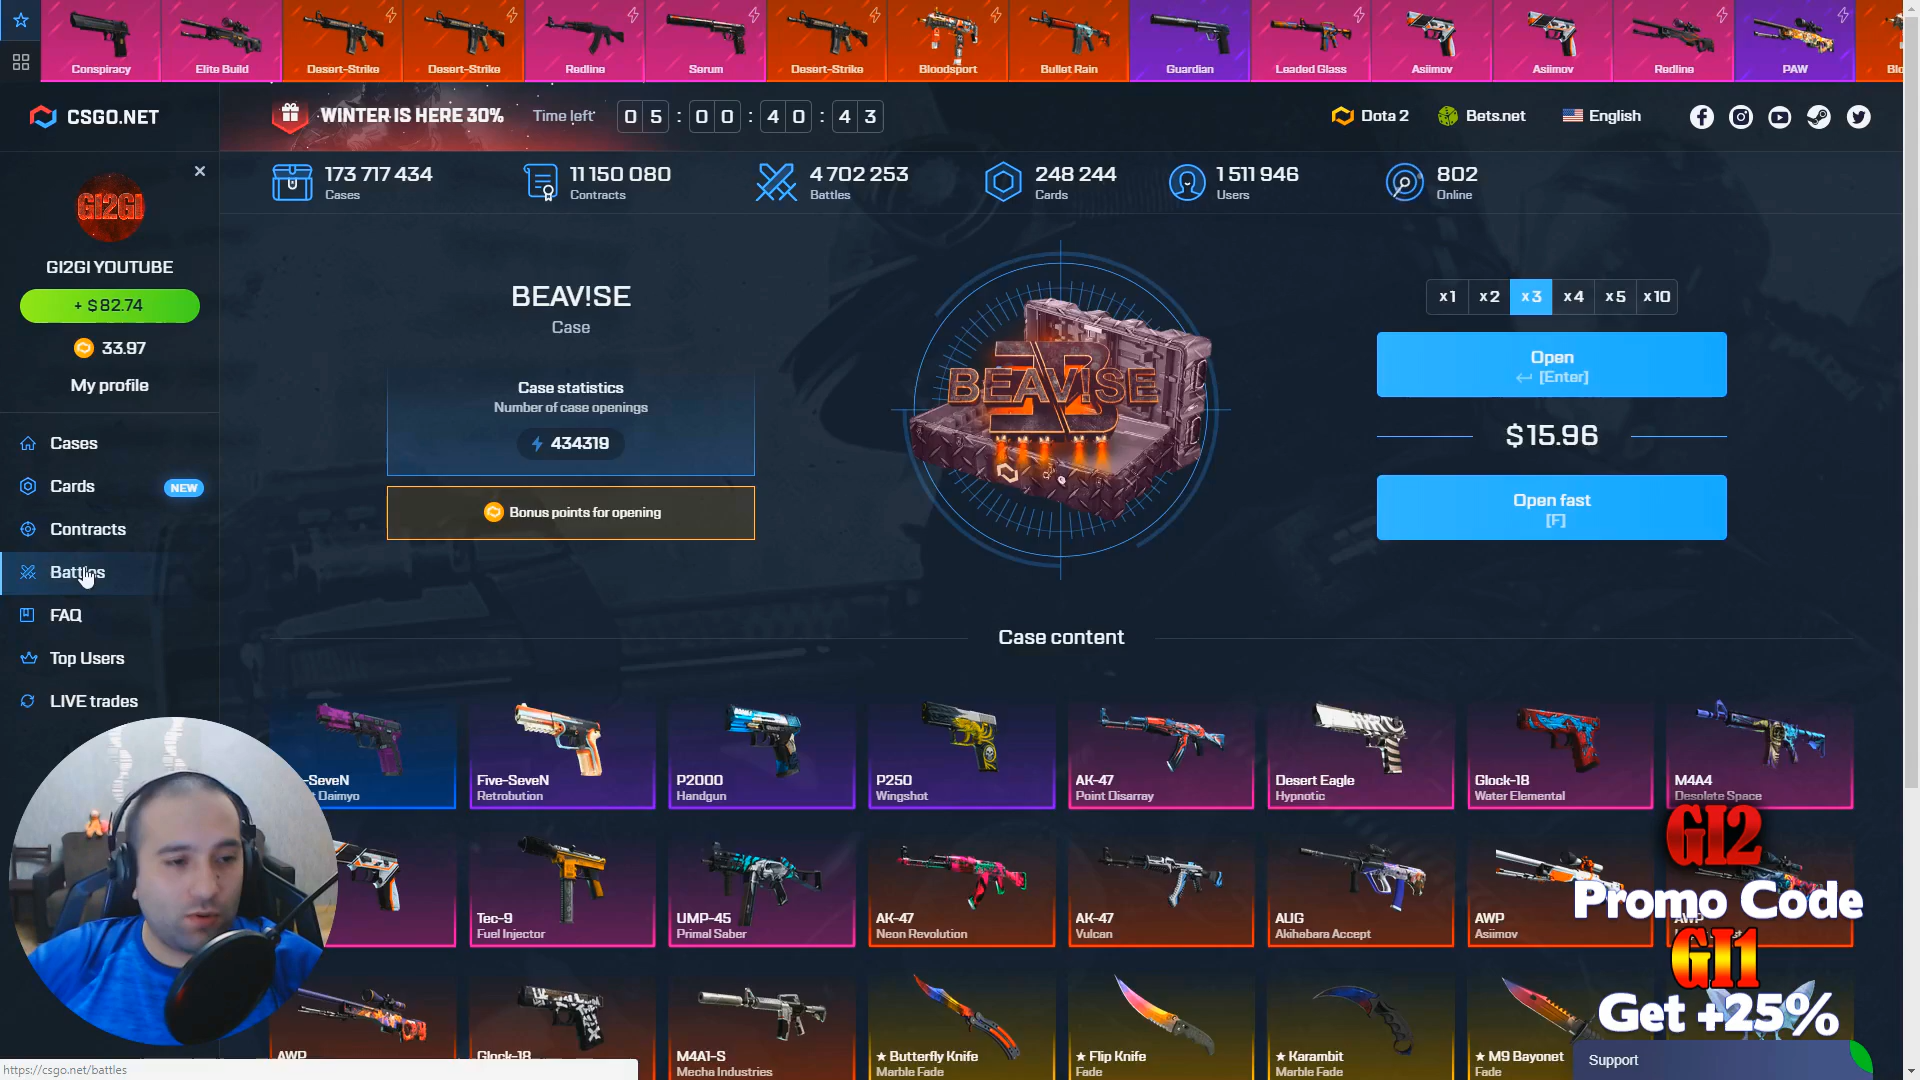 Conspiracy
Elite Build
Desert-Strike
Desert-Strike
Redline
Serum
Desert-Strike
Bloodsport
Bullet Rain
Guardian
Leaded Glass
Asiimov
Asiimov
Redline
PAW
Blo
CSGO.NET
WINTER IS HERE 30%
Time left
05:00:40:43
Dota 2
Bets.net
English
173 717 434
Cases
11 150 080
Contracts
4 702 253
Battles
248 244
Cards
1 511 946
Users
802
Online
GI2GI
GI2GI YOUTUBE
+ $ 82.74
33.97
My profile
Cases
Cards
NEW
Contracts
Battles
FAQ
Top Users
LIVE trades
BEAV!SE
Case
Case statistics
Number of case openings
434319
Bonus points for opening
BEAV!SE
x1 x2 x3 x4 x5 x10
Open
[Enter]
$15.96
Open fast
[F]
Case content
-SeveN
Daimyo
Five-SeveN
Retrobution
P2000
Handgun
P250
Wingshot
AK-47
Point Disarray
Desert Eagle
Hypnotic
Glock-18
Water Elemental
M4A4
Desolate Space
Tec-9
Fuel Injector
UMP-45
Primal Saber
AK-47
Neon Revolution
AK-47
Vulcan
AUG
Akihabara Accept
AWP
Asiimov
AWP
AWP
Glock-18
M4A1-S
Mecha Industries
★ Butterfly Knife
Marble Fade
★ Flip Knife
Fade
★ Karambit
Marble Fade
★ M9 Bayonet
Fade
GI2
Promo Code
GI1
Get +25%
Support
https://csgo.net/battles